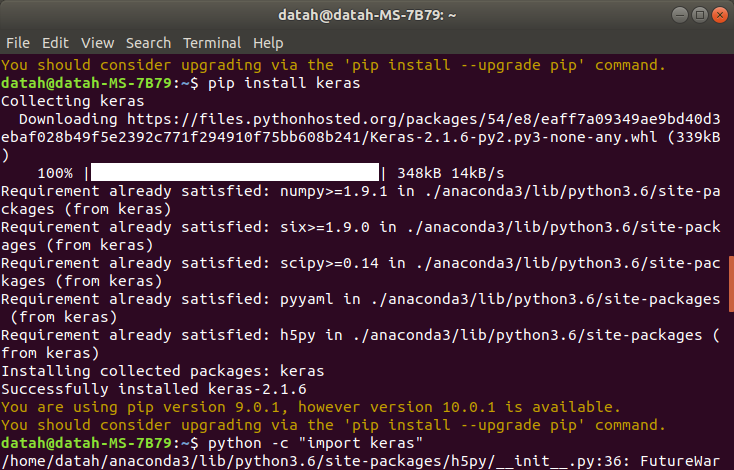 datah@datah-MS-7B79: ~
File Edit View Search Terminal Help
You should consider upgrading via the 'pip install --upgrade pip' command.
datah@datah-MS-7B79:~$ pip install keras
Collecting keras
  Downloading https://files.pythonhosted.org/packages/54/e8/eaff7a09349ae9bd40d3
ebaf028b49f5e2392c771f294910f75bb608b241/Keras-2.1.6-py2.py3-none-any.whl (339kB
)
    100% |████████████████████████████████| 348kB 14kB/s
Requirement already satisfied: numpy>=1.9.1 in ./anaconda3/lib/python3.6/site-pa
ckages (from keras)
Requirement already satisfied: six>=1.9.0 in ./anaconda3/lib/python3.6/site-pack
ages (from keras)
Requirement already satisfied: scipy>=0.14 in ./anaconda3/lib/python3.6/site-pac
kages (from keras)
Requirement already satisfied: pyyaml in ./anaconda3/lib/python3.6/site-packages
 (from keras)
Requirement already satisfied: h5py in ./anaconda3/lib/python3.6/site-packages (
from keras)
Installing collected packages: keras
Successfully installed keras-2.1.6
You are using pip version 9.0.1, however version 10.0.1 is available.
You should consider upgrading via the 'pip install --upgrade pip' command.
datah@datah-MS-7B79:~$ python -c "import keras"
/home/datah/anaconda3/lib/python3.6/site-packages/h5py/__init__.py:36: FutureWar